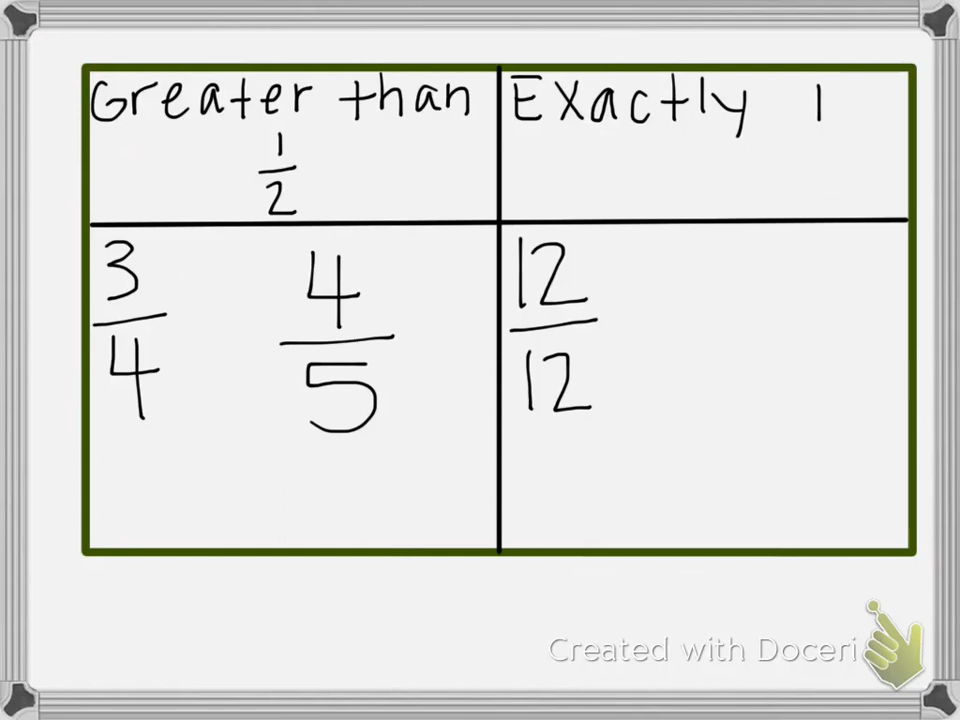 Greater than
1/2
Exactly 1
3/4 4/5
12/12
Created with Doceri